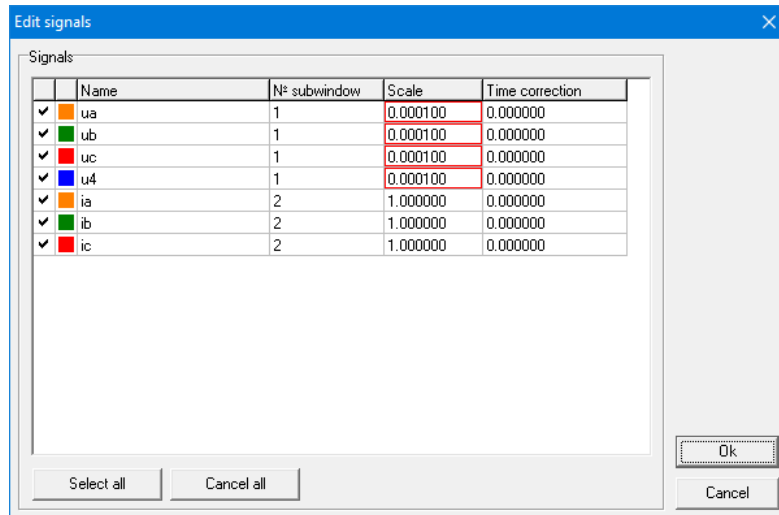 Edit signals
Signals
Name Nº subwindow Scale Time correction
ua 1 0.000100 0.000000
ub 1 0.000100 0.000000
uc 1 0.000100 0.000000
u4 1 0.000100 0.000000
ia 2 1.000000 0.000000
ib 2 1.000000 0.000000
ic 2 1.000000 0.000000
Ok
Select all Cancel all
Cancel